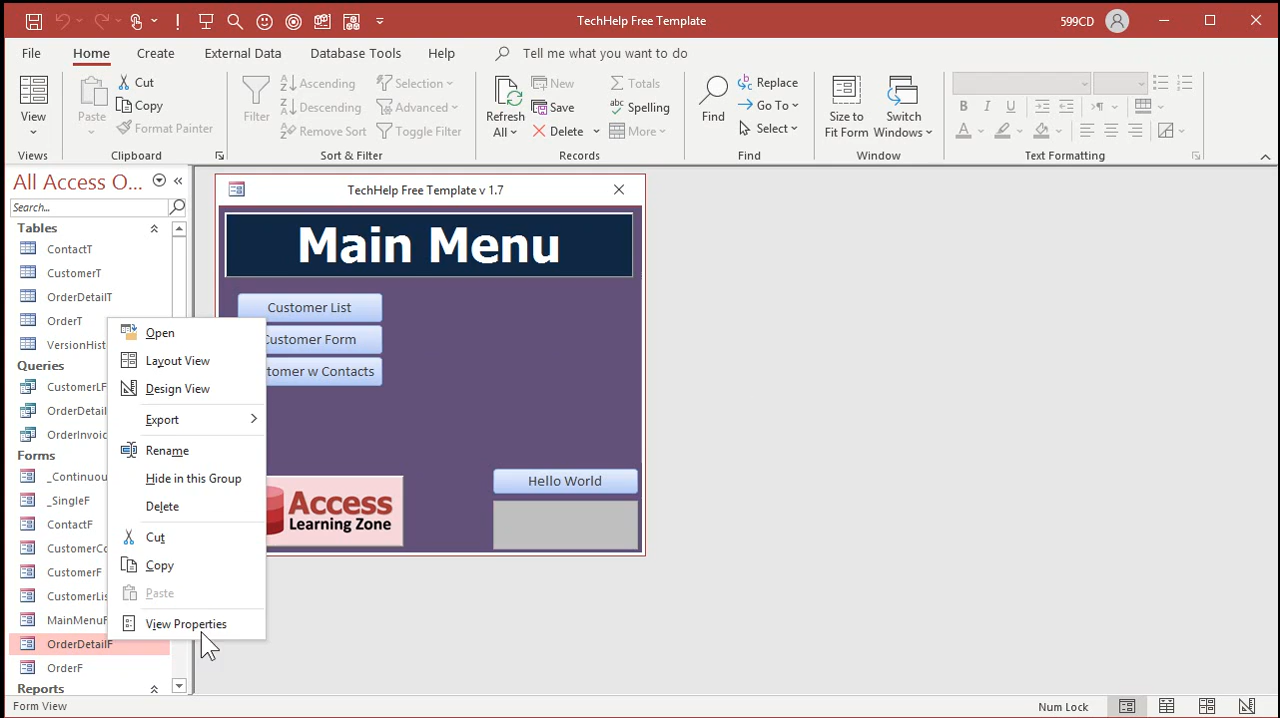 TechHelp Free Template
599CD
File
Home
Create
External Data
Database Tools
Help
Tell me what you want to do
View
Views
Paste
Cut
Copy
Format Painter
Clipboard
Filter
Ascending
Descending
Remove Sort
Selection
Advanced
Toggle Filter
Sort & Filter
Refresh
All
New
Save
Delete
Totals
Spelling
More
Records
Find
Replace
Go To
Select
Find
Size to
Fit Form
Switch
Windows
Window
B I U
A
Text Formatting
All Access O...
Search...
Tables
ContactT
CustomerT
OrderDetailT
OrderT
VersionHist
Queries
CustomerLF
OrderDetail
OrderInvoic
Forms
_Continuou
_SingleF
ContactF
CustomerCo
CustomerF
CustomerLis
MainMenuF
OrderDetailF
OrderF
Reports
Open
Layout View
Design View
Export
Rename
Hide in this Group
Delete
Cut
Copy
Paste
View Properties
TechHelp Free Template v 1.7
Main Menu
Customer List
Customer Form
tomer w Contacts
Access
Learning Zone
Hello World
Form View
Num Lock